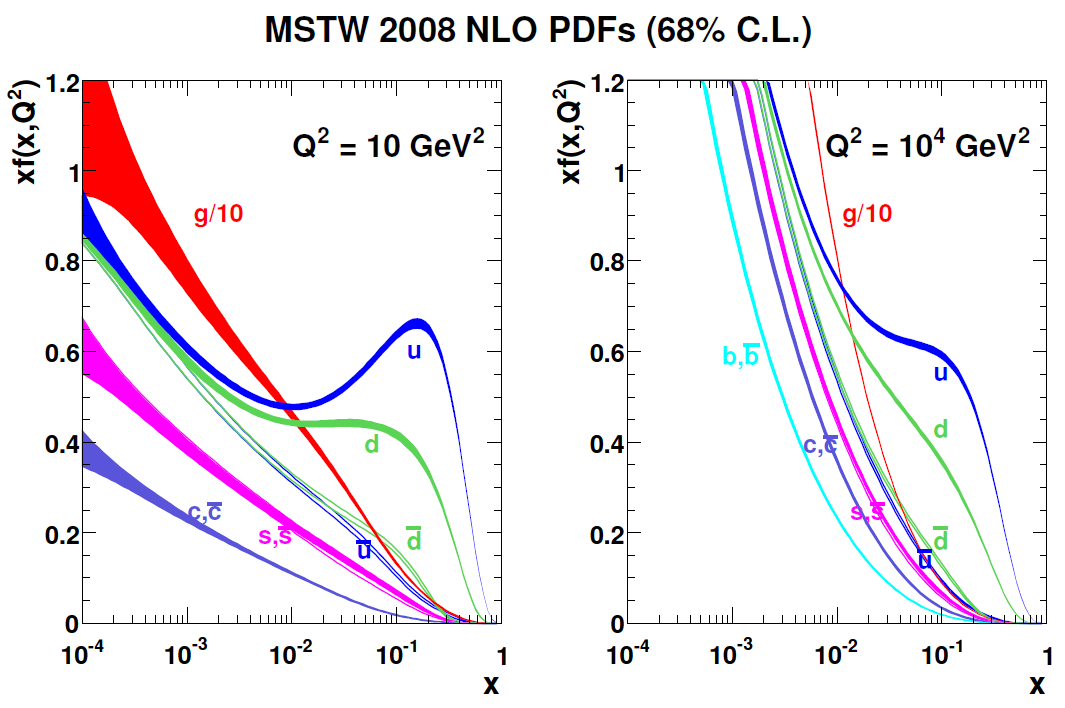 MSTW 2008 NLO PDFs (68% C.L.)
xf(x,Q²)
1.2
1
0.8
0.6
0.4
0.2
0
Q² = 10 GeV²
g/10
u
d
c,c̄
s,s̄
u̅
d̅
10⁻⁴
10⁻³
10⁻²
10⁻¹
1
x
xf(x,Q²)
1.2
1
0.8
0.6
0.4
0.2
0
Q² = 10⁴ GeV²
g/10
b,b̅
u
d
c,c̄
s,s̄
d̅
u̅
10⁻⁴
10⁻³
10⁻²
10⁻¹
1
x